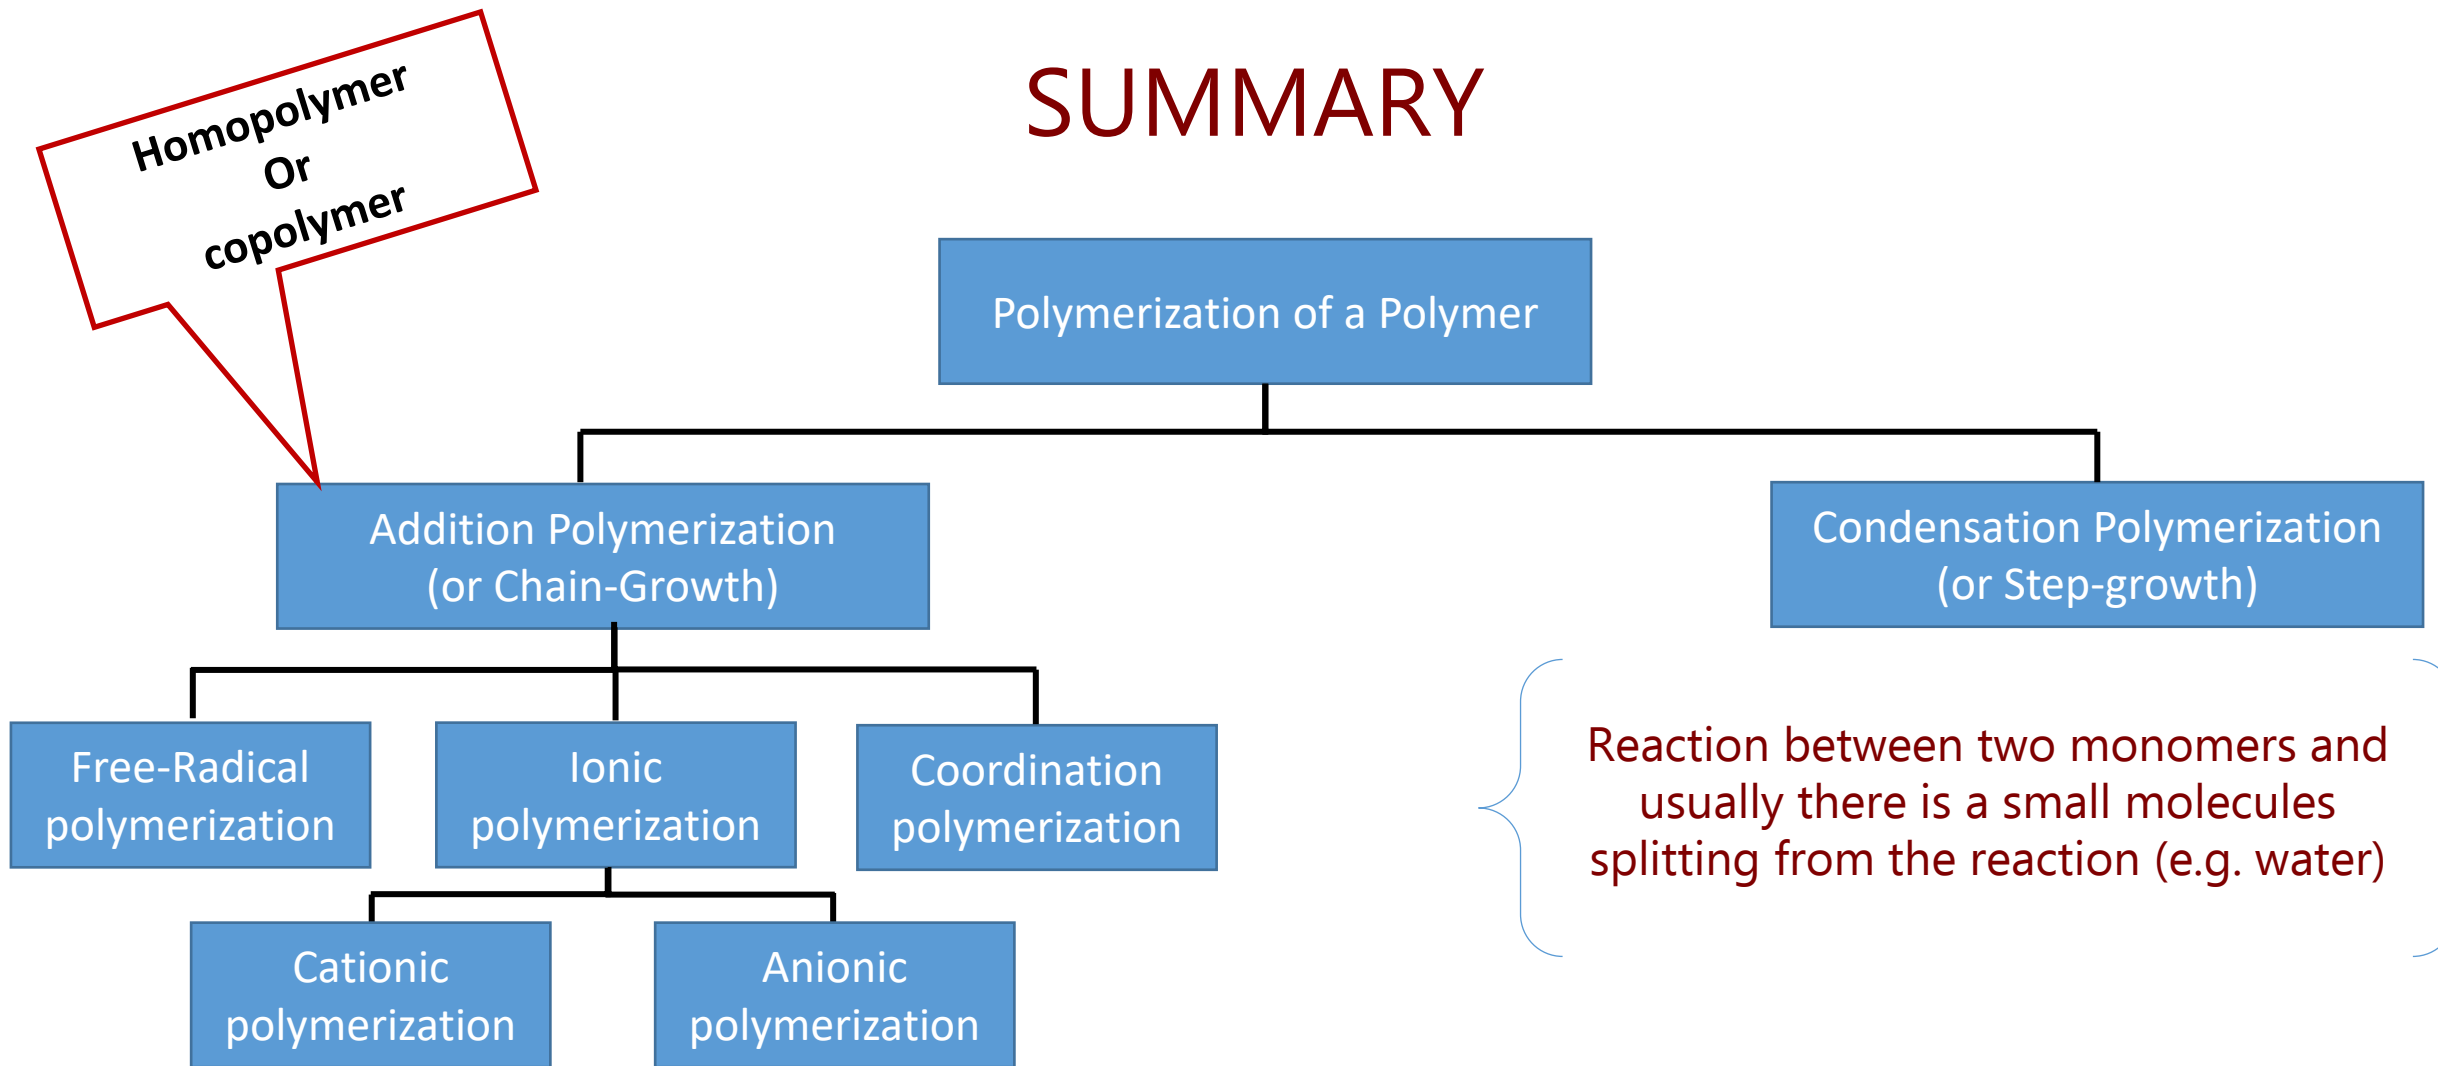 Homopolymer
Or
copolymer
SUMMARY
Polymerization of a Polymer
Addition Polymerization
(or Chain-Growth)
Condensation Polymerization
(or Step-growth)
Free-Radical
polymerization
Ionic
polymerization
Coordination
polymerization
Reaction between two monomers and
usually there is a small molecules
splitting from the reaction (e.g. water)
Cationic
polymerization
Anionic
polymerization